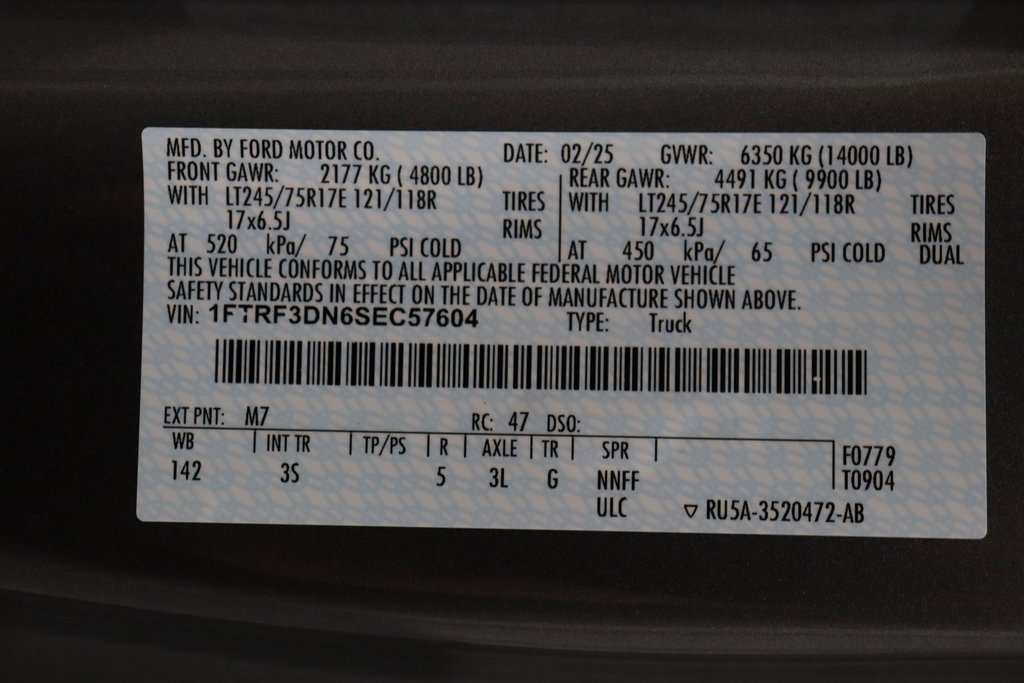 MFD. BY FORD MOTOR CO. DATE: 02/25 GVWR: 6350 KG (14000 LB)
FRONT GAWR: 2177 KG ( 4800 LB) REAR GAWR: 4491 KG ( 9900 LB)
WITH LT245/75R17E 121/118R TIRES WITH LT245/75R17E 121/118R TIRES
17x6.5J RIMS 17x6.5J RIMS
AT 520 kPa/ 75 PSI COLD AT 450 kPa/ 65 PSI COLD DUAL
THIS VEHICLE CONFORMS TO ALL APPLICABLE FEDERAL MOTOR VEHICLE
SAFETY STANDARDS IN EFFECT ON THE DATE OF MANUFACTURE SHOWN ABOVE.
VIN: 1FTRF3DN6SEC57604 TYPE: Truck
EXT PNT: M7 RC: 47 DSO:
WB INT TR TP/PS R AXLE TR SPR F0779
142 3S 5 3L G NNFF T0904
ULC ▽ RU5A-3520472-AB